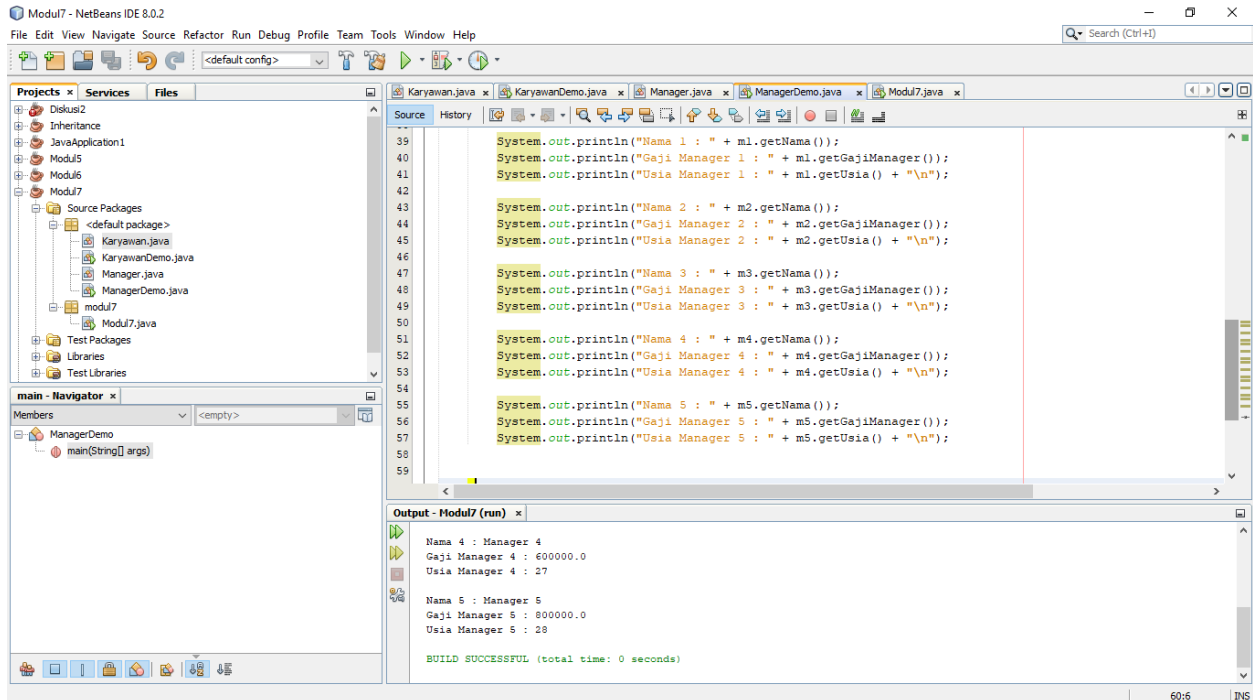 Modul7 - NetBeans IDE 8.0.2
File Edit View Navigate Source Refactor Run Debug Profile Team Tools Window Help
Search (Ctrl+I)
<default config>
Projects Services Files
Diskusi2
Inheritance
JavaApplication1
Modul5
Modul6
Modul7
Source Packages
<default package>
Karyawan.java
KaryawanDemo.java
Manager.java
ManagerDemo.java
modul7
Modul7.java
Test Packages
Libraries
Test Libraries
main - Navigator
Members
<empty>
ManagerDemo
main(String[] args)
Karyawan.java KaryawanDemo.java Manager.java ManagerDemo.java Modul7.java
Source History
39 System.out.println("Nama 1 : " + m1.getNama());
40 System.out.println("Gaji Manager 1 : " + m1.getGajiManager());
41 System.out.println("Usia Manager 1 : " + m1.getUsia() + "\n");
42
43 System.out.println("Nama 2 : " + m2.getNama());
44 System.out.println("Gaji Manager 2 : " + m2.getGajiManager());
45 System.out.println("Usia Manager 2 : " + m2.getUsia() + "\n");
46
47 System.out.println("Nama 3 : " + m3.getNama());
48 System.out.println("Gaji Manager 3 : " + m3.getGajiManager());
49 System.out.println("Usia Manager 3 : " + m3.getUsia() + "\n");
50
51 System.out.println("Nama 4 : " + m4.getNama());
52 System.out.println("Gaji Manager 4 : " + m4.getGajiManager());
53 System.out.println("Usia Manager 4 : " + m4.getUsia() + "\n");
54
55 System.out.println("Nama 5 : " + m5.getNama());
56 System.out.println("Gaji Manager 5 : " + m5.getGajiManager());
57 System.out.println("Usia Manager 5 : " + m5.getUsia() + "\n");
58
59
Output - Modul7 (run)
Nama 4 : Manager 4
Gaji Manager 4 : 600000.0
Usia Manager 4 : 27
Nama 5 : Manager 5
Gaji Manager 5 : 800000.0
Usia Manager 5 : 28
BUILD SUCCESSFUL (total time: 0 seconds)
60:6 INS